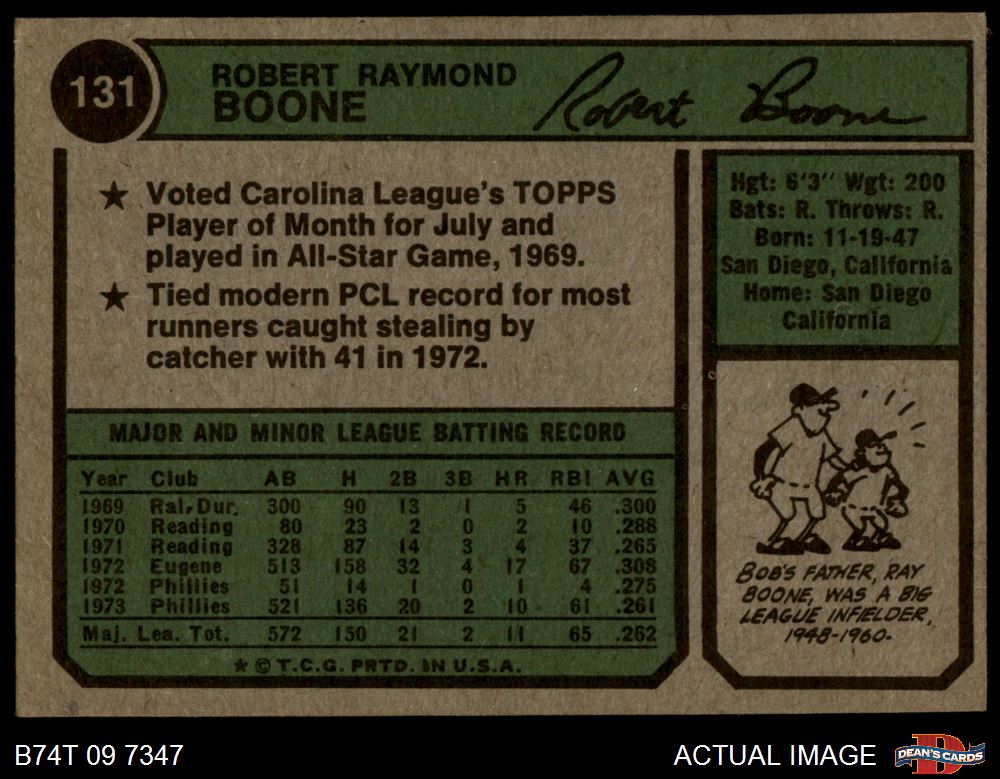 131
ROBERT RAYMOND
BOONE
Robert Boone
★ Voted Carolina League's TOPPS
Player of Month for July and
played in All-Star Game, 1969.
★ Tied modern PCL record for most
runners caught stealing by
catcher with 41 in 1972.
Hgt: 6'3" Wgt: 200
Bats: R. Throws: R.
Born: 11-19-47
San Diego, California
Home: San Diego
California
MAJOR AND MINOR LEAGUE BATTING RECORD
Year Club AB H 2B 3B HR RBI AVG
1969 Ral.Dur. 300 90 13 1 5 46 .300
1970 Reading 80 23 2 0 2 10 .288
1971 Reading 328 87 14 3 4 37 .265
1972 Eugene 513 158 32 4 17 67 .308
1972 Phillies 51 14 1 0 1 4 .275
1973 Phillies 521 136 20 2 10 61 .261
Maj. Lea. Tot. 572 150 21 2 11 65 .262
* © T.C.G. PRTD. IN U.S.A.
BOB'S FATHER, RAY
BOONE, WAS A BIG
LEAGUE INFIELDER,
1948-1960.
B74T 09 7347
ACTUAL IMAGE
DEAN'S CARDS